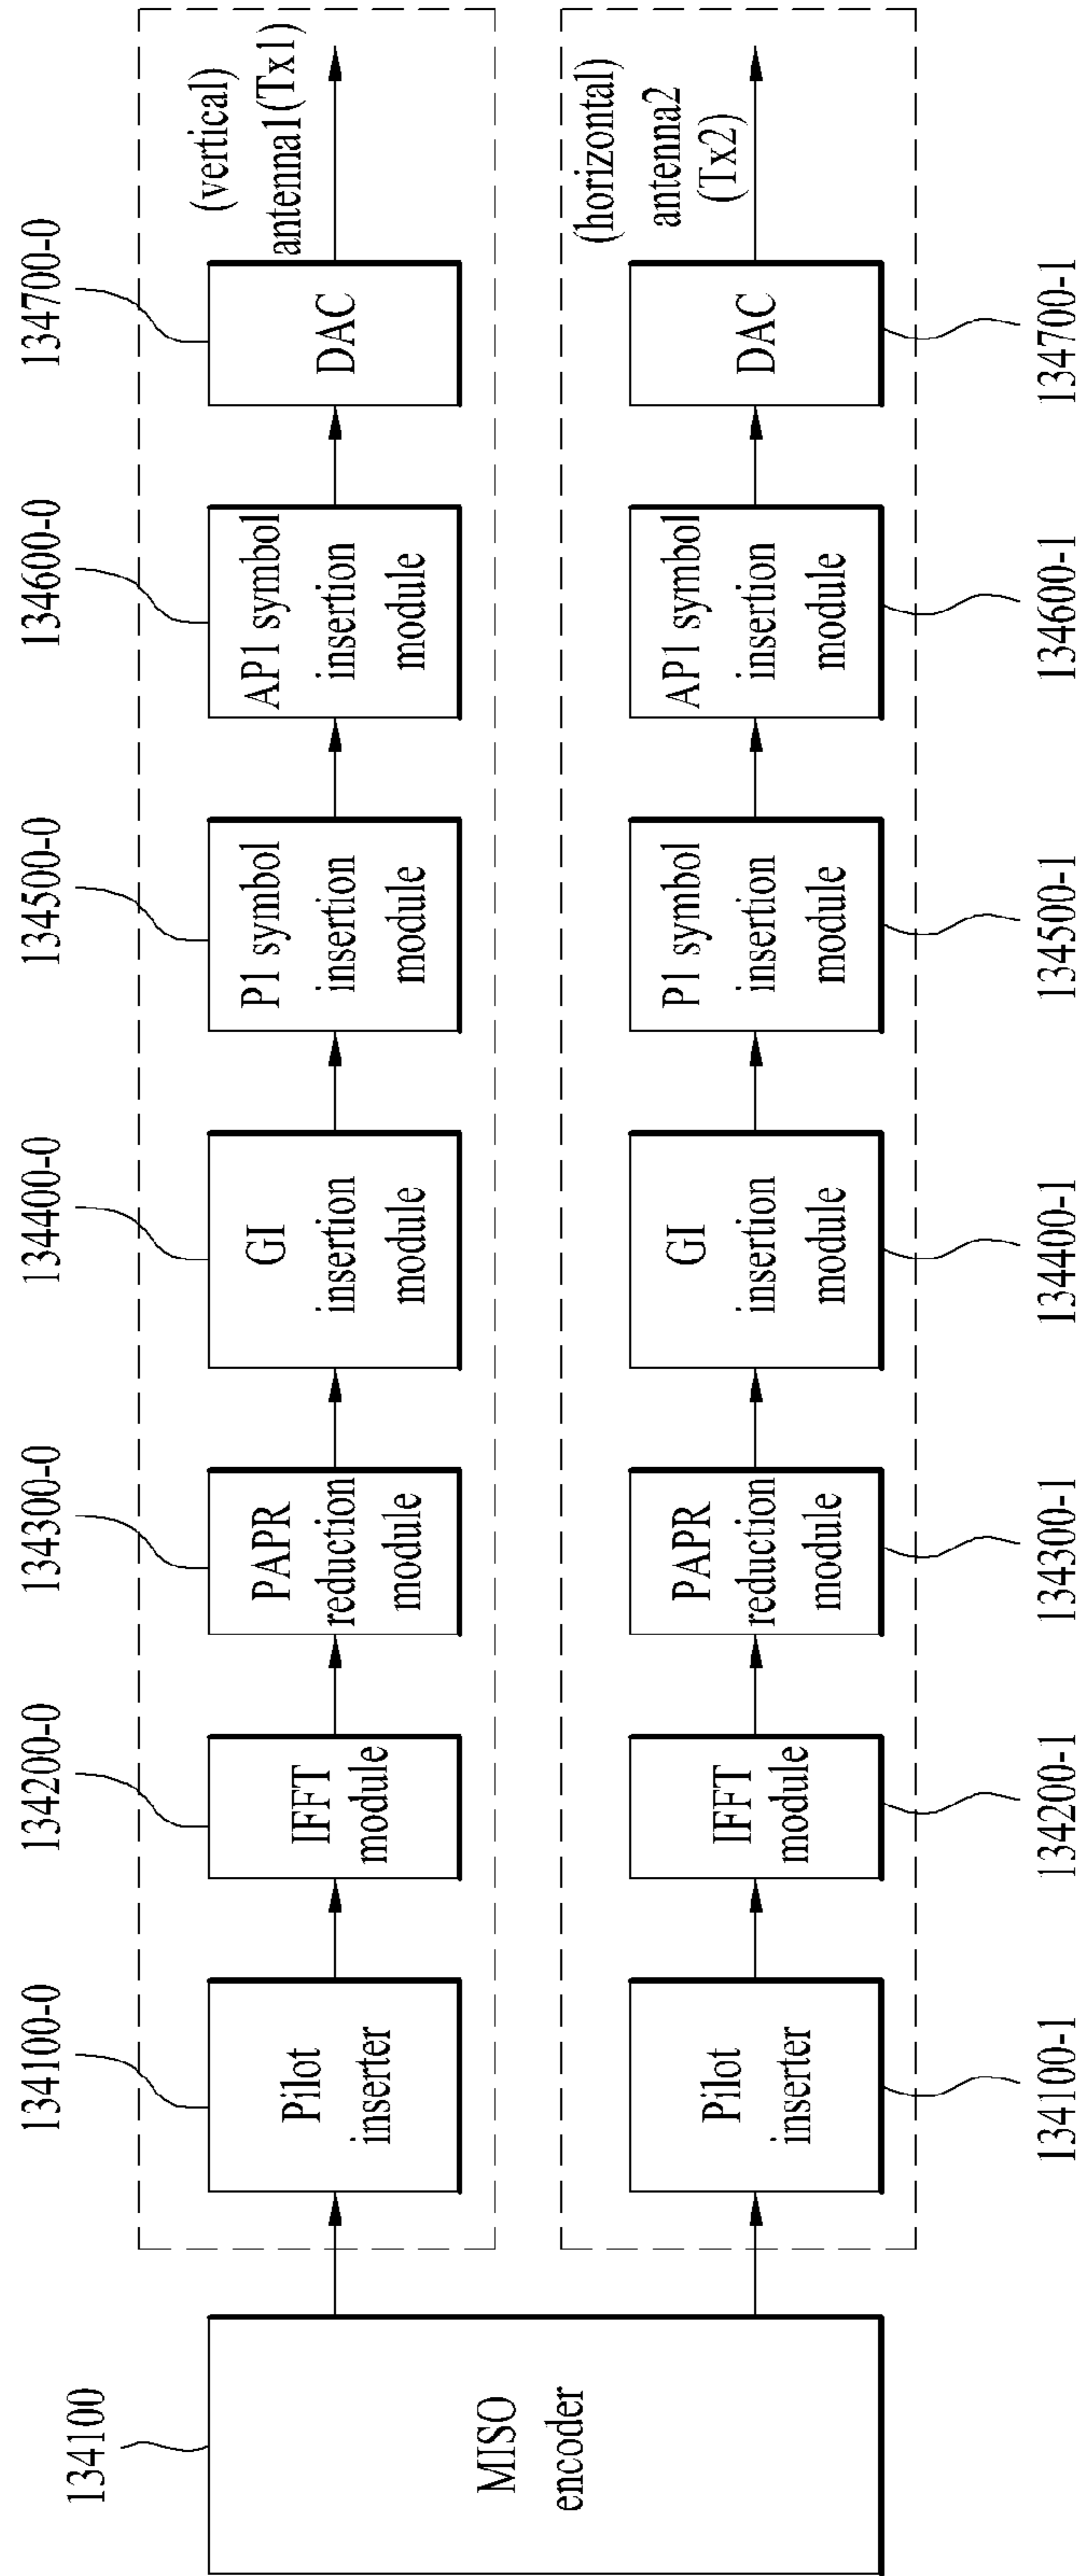 134100
MISO
encoder
134100-0
134200-0
134300-0
134400-0
134500-0
134600-0
134700-0
Pilot
inserter
IFFT
module
PAPR
reduction
module
GI
insertion
module
P1 symbol
insertion
module
AP1 symbol
insertion
module
DAC
(vertical)
antenna1(Tx1)
Pilot
inserter
IFFT
module
PAPR
reduction
module
GI
insertion
module
P1 symbol
insertion
module
AP1 symbol
insertion
module
DAC
(horizontal)
antenna2
(Tx2)
134100-1
134200-1
134300-1
134400-1
134500-1
134600-1
134700-1